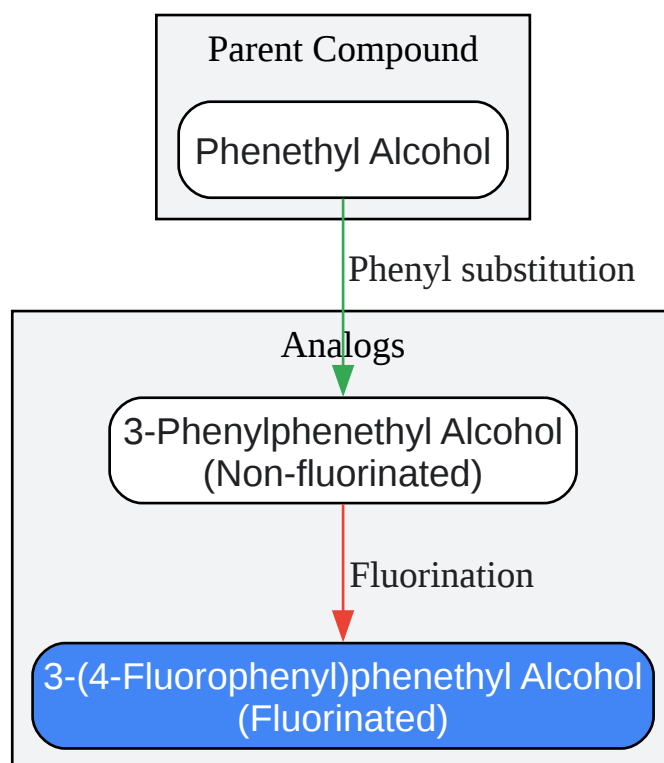 Parent Compound
Phenethyl Alcohol
Phenyl substitution
Analogs
3-Phenylphenethyl Alcohol
(Non-fluorinated)
Fluorination
3-(4-Fluorophenyl)phenethyl Alcohol
(Fluorinated)